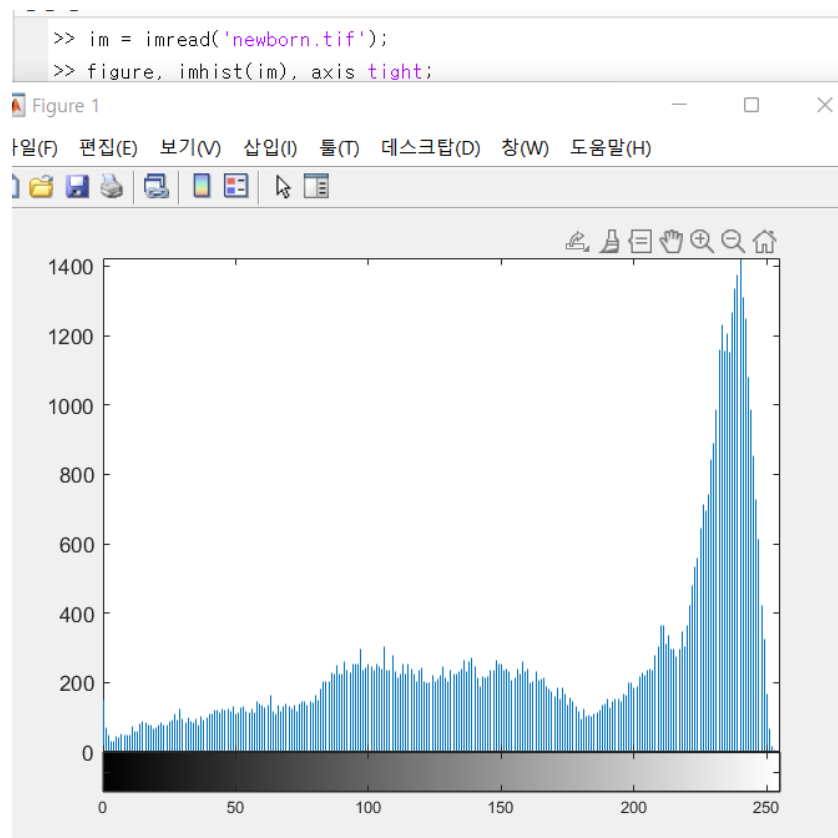 >> im = imread('newborn.tif');
>> figure, imhist(im), axis tight;
Figure 1
편집(E) 보기(V) 삽입(I) 툴(T) 데스크탑(D) 창(W) 도움말(H)
1400
1200
1000
800
600
400
200
0
0 50 100 150 200 250